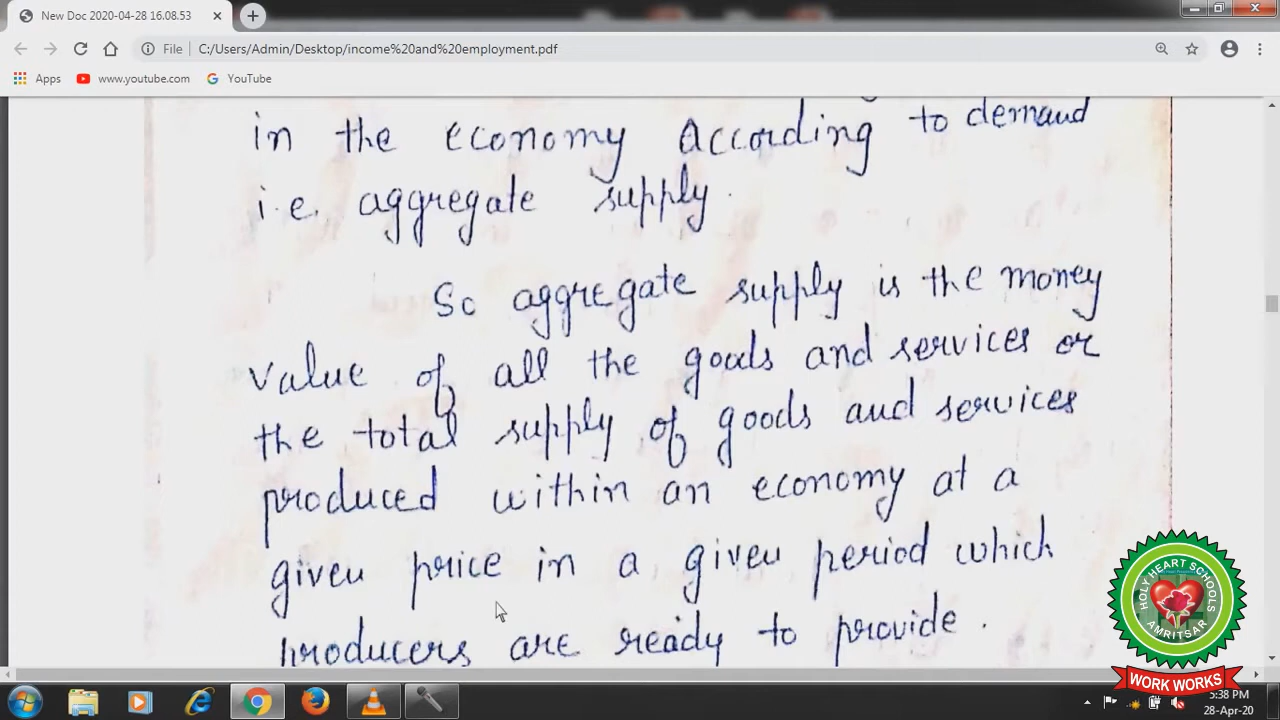 New Doc 2020-04-28 16.08.53
File C:/Users/Admin/Desktop/income%20and%20employment.pdf
Apps www.youtube.com YouTube
in the economy According to demand
i.e. aggregate supply.
So aggregate supply is the money
value of all the goods and services or
the total supply of goods and services
produced within an economy at a
given price in a given period which
producers are ready to provide.
HOLY HEART SCHOOLS
AMRITSAR
WORK WORKS
5:38 PM
28-Apr-20